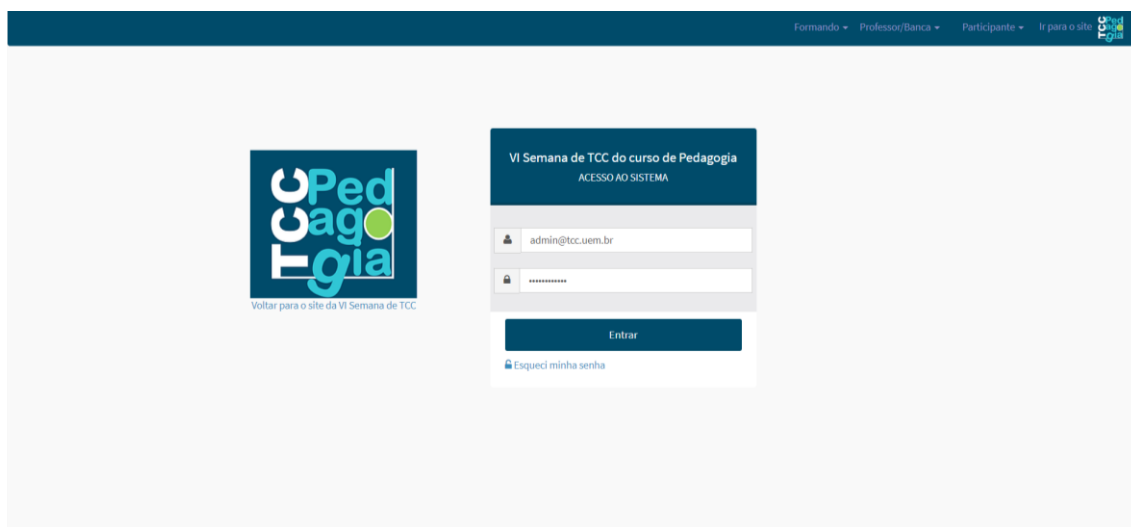 Formando Professor/Banca Participante Ir para o site
TCC
Ped
ago
gia
VI Semana de TCC do curso de Pedagogia
ACESSO AO SISTEMA
admin@tcc.uem.br
••••••••••••
Entrar
Esqueci minha senha
TCC
Ped
ago
gia
Voltar para o site da VI Semana de TCC